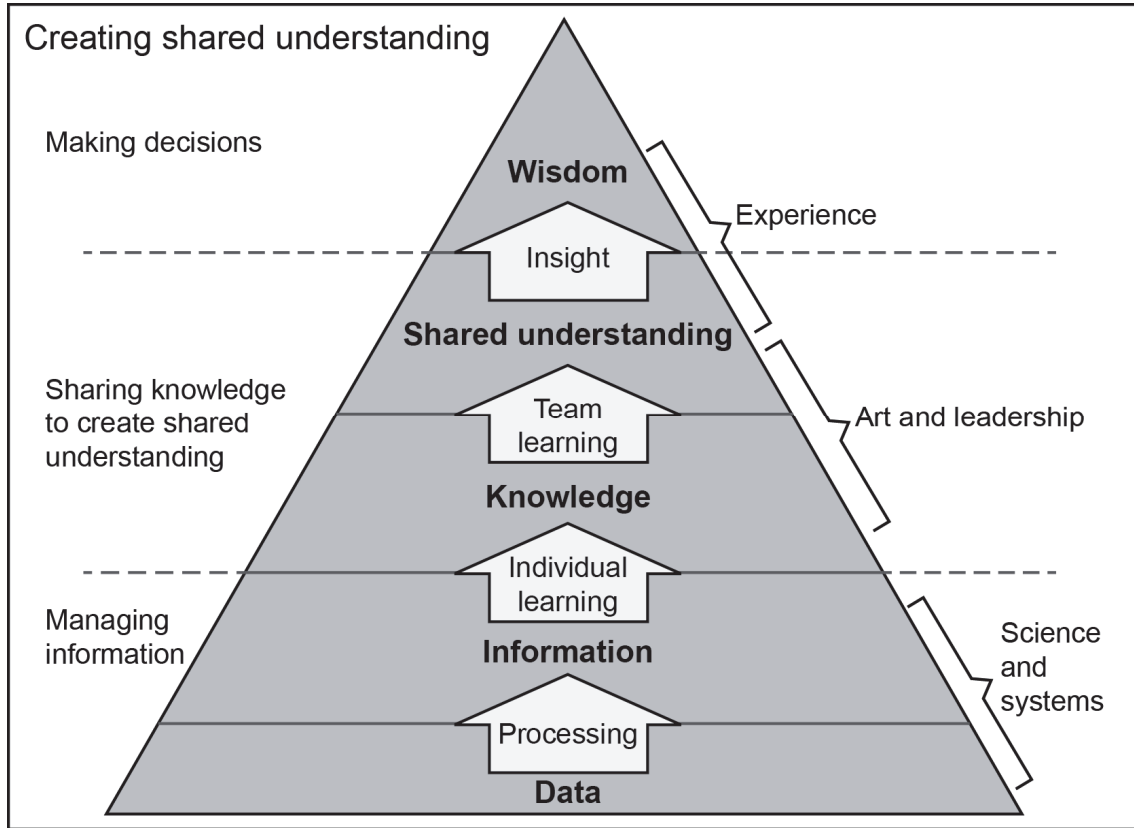 Creating shared understanding
Making decisions
Wisdom
Experience
Insight
Shared understanding
Sharing knowledge
to create shared
understanding
Team
learning
Art and leadership
Knowledge
Individual
learning
Managing
information
Information
Science
and
systems
Processing
Data